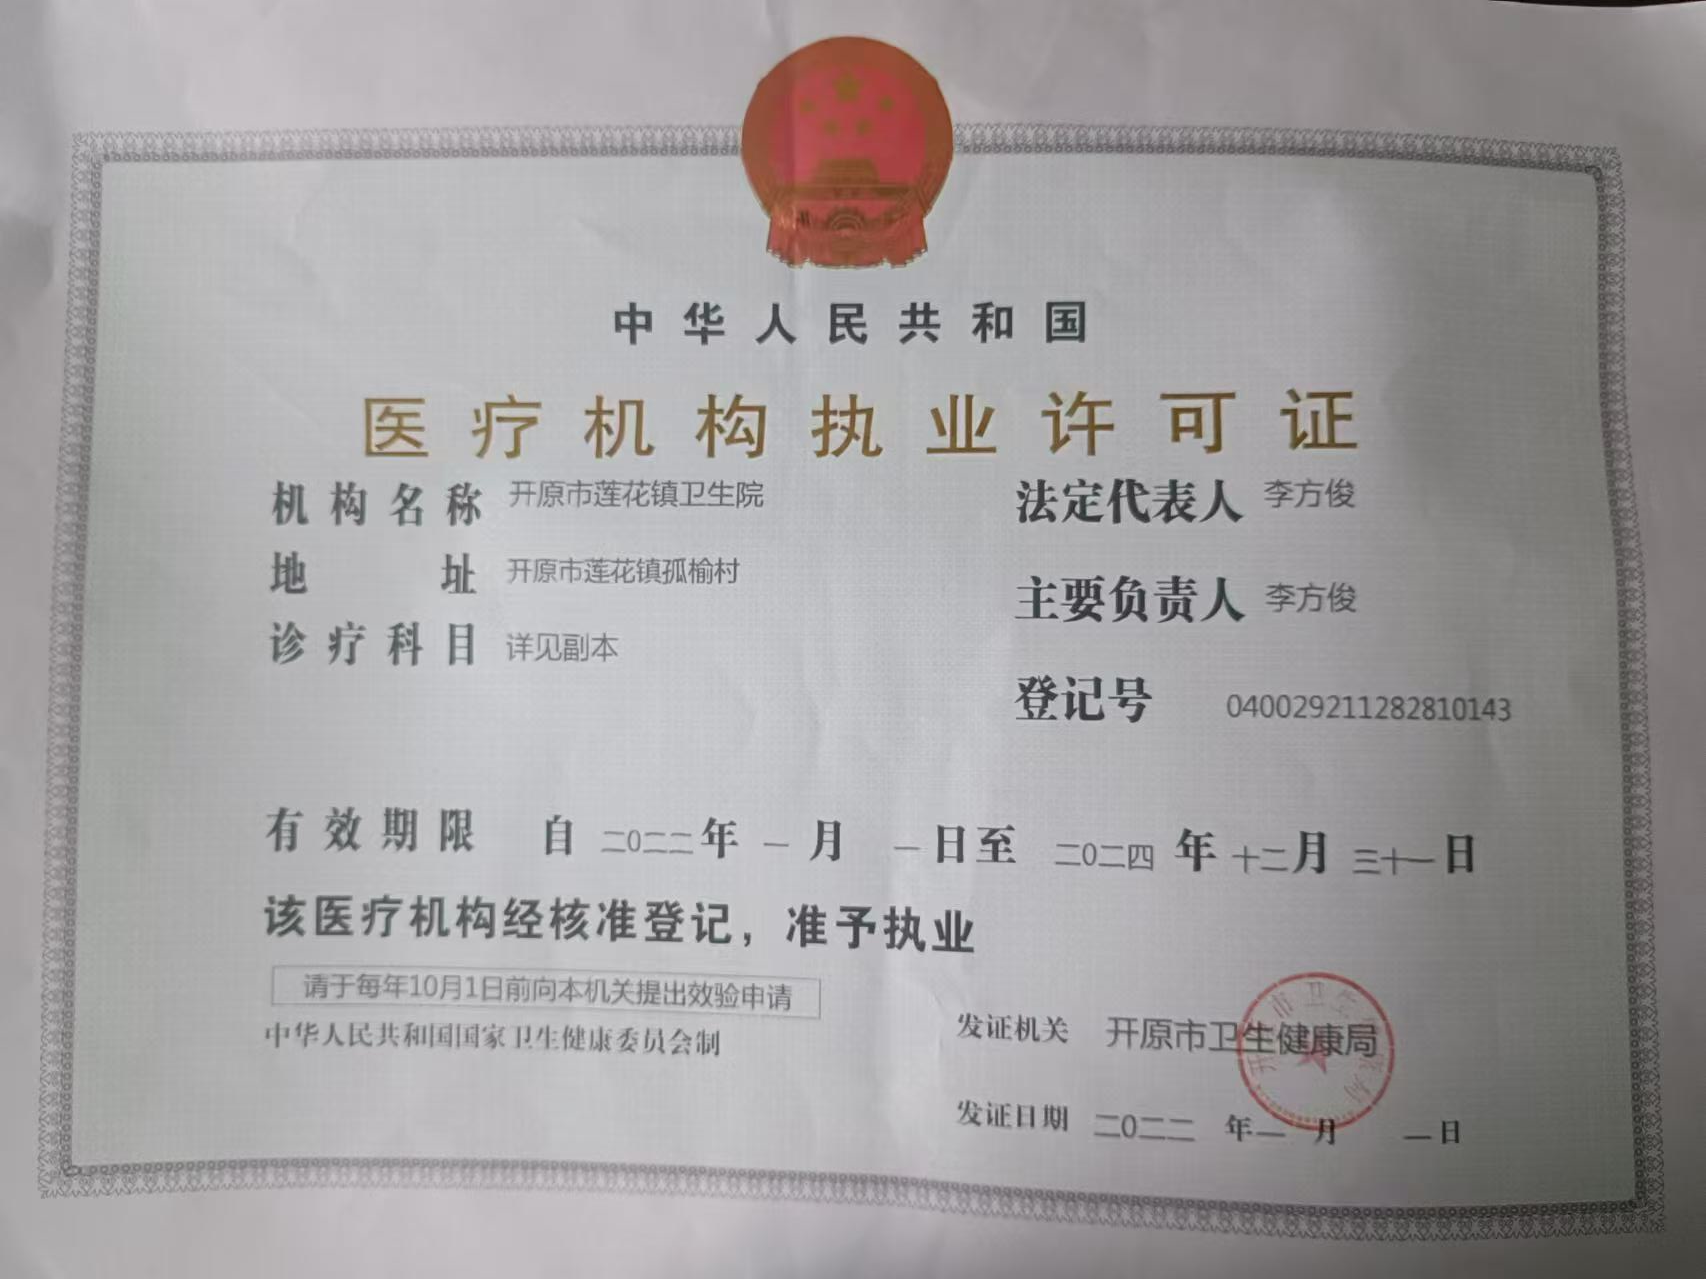 中华人民共和国
医疗机构执业许可证
机构名称 开原市莲花镇卫生院
法定代表人 李方俊
地址 开原市莲花镇孤榆村
主要负责人 李方俊
诊疗科目 详见副本
登记号 040029211282810143
有效期限 自二0二二年一月一日至二0二四年十二月三十一日
该医疗机构经核准登记，准予执业
请于每年10月1日前向本机关提出效验申请
中华人民共和国国家卫生健康委员会制
发证机关 开原市卫生健康局
发证日期 二0二二年一月一日